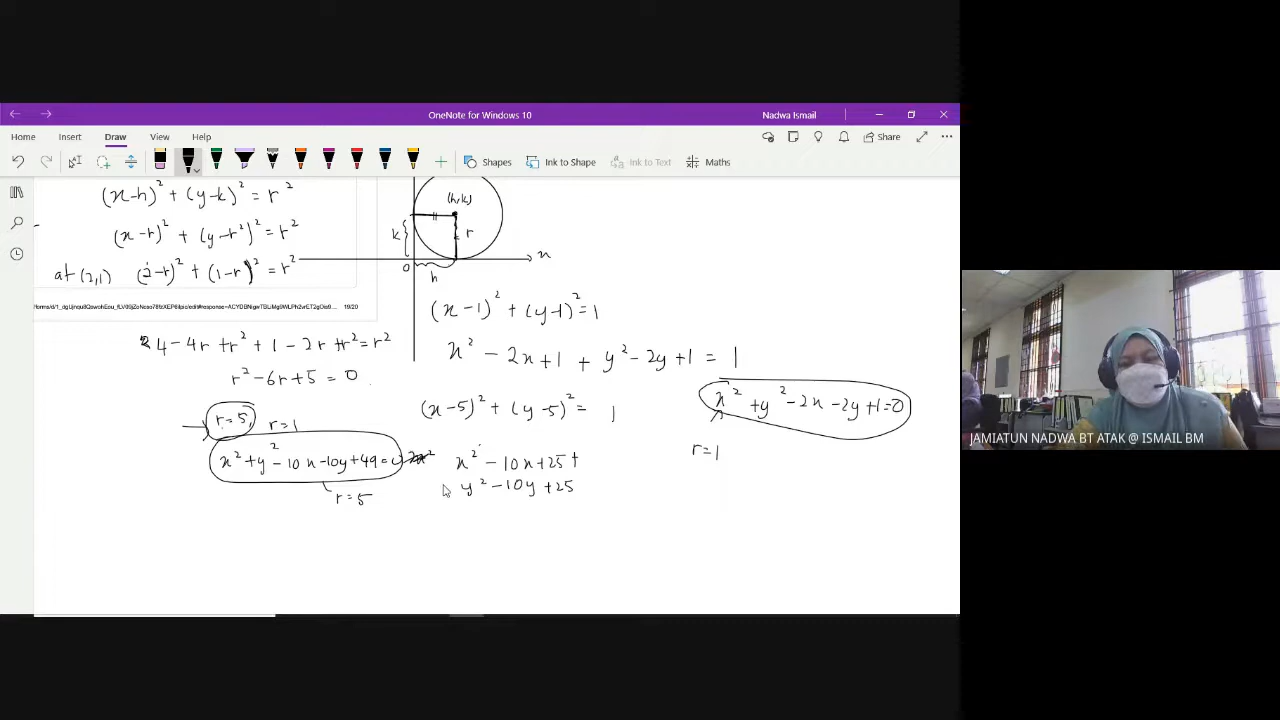 OneNote for Windows 10
Nadwa Ismail
Home Insert Draw View Help
Share
Shapes Ink to Shape Ink to Text Maths
(x-h)² + (y-k)² = r²
(x-r)² + (y-r²)² = r²
at (2,1) (2-r)² + (1-r)² = r²
(h,k)
k
r
0
h
x
19/20
4 - 4r + r² + 1 - 2r + r² = r²
r² - 6r + 5 = 0
r=5, r=1
x² + y² - 10x - 10y + 49 = 0
r=5
(x-1)² + (y-1)² = 1
x² - 2x + 1 + y² - 2y + 1 = 1
(x-5)² + (y-5)² = 1
x² - 10x + 25 +
y² - 10y + 25
x² + y² - 2x - 2y + 1 = 0
r=1
JAMIATUN NADWA BT ATAK @ ISMAIL BM